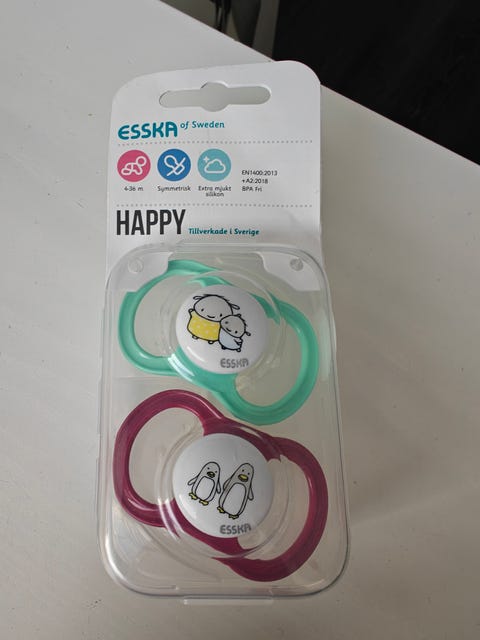 ESSKA of Sweden
4-36 m
Symmetrisk
Extra mjukt
silikon
EN1400:2013
+A2:2018
BPA Fri
HAPPY Tillverkade i Sverige
ESSKA
ESSKA